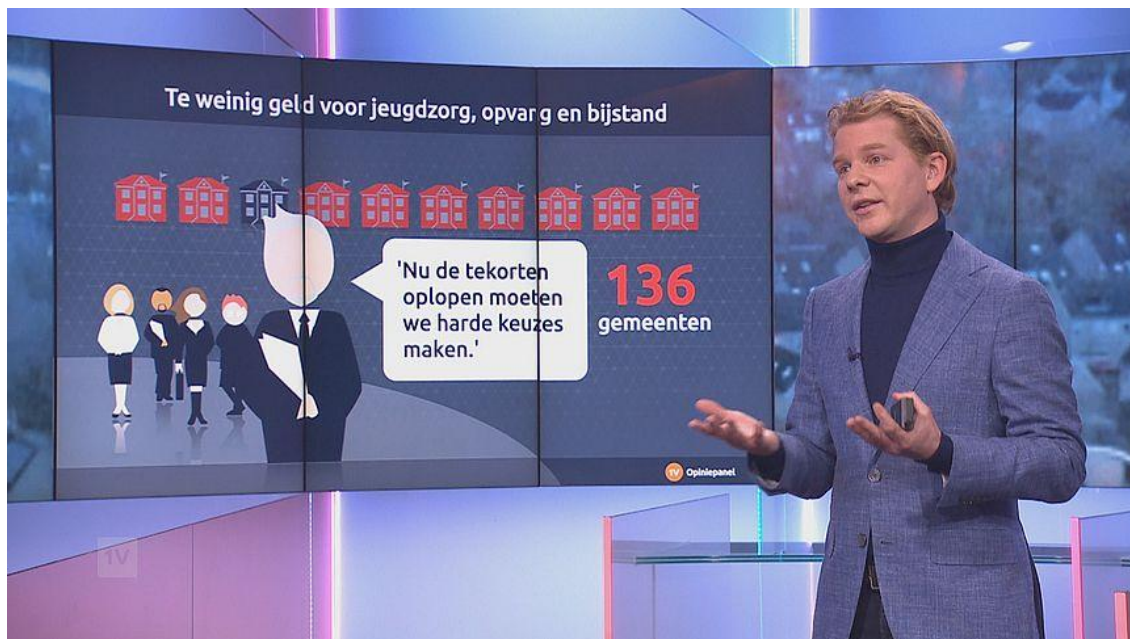 Te weinig geld voor jeugdzorg, opvang en bijstand
'Nu de tekorten
oplopen moeten
we harde keuzes
maken.'
136
gemeenten
1V Opiniepanel
1V